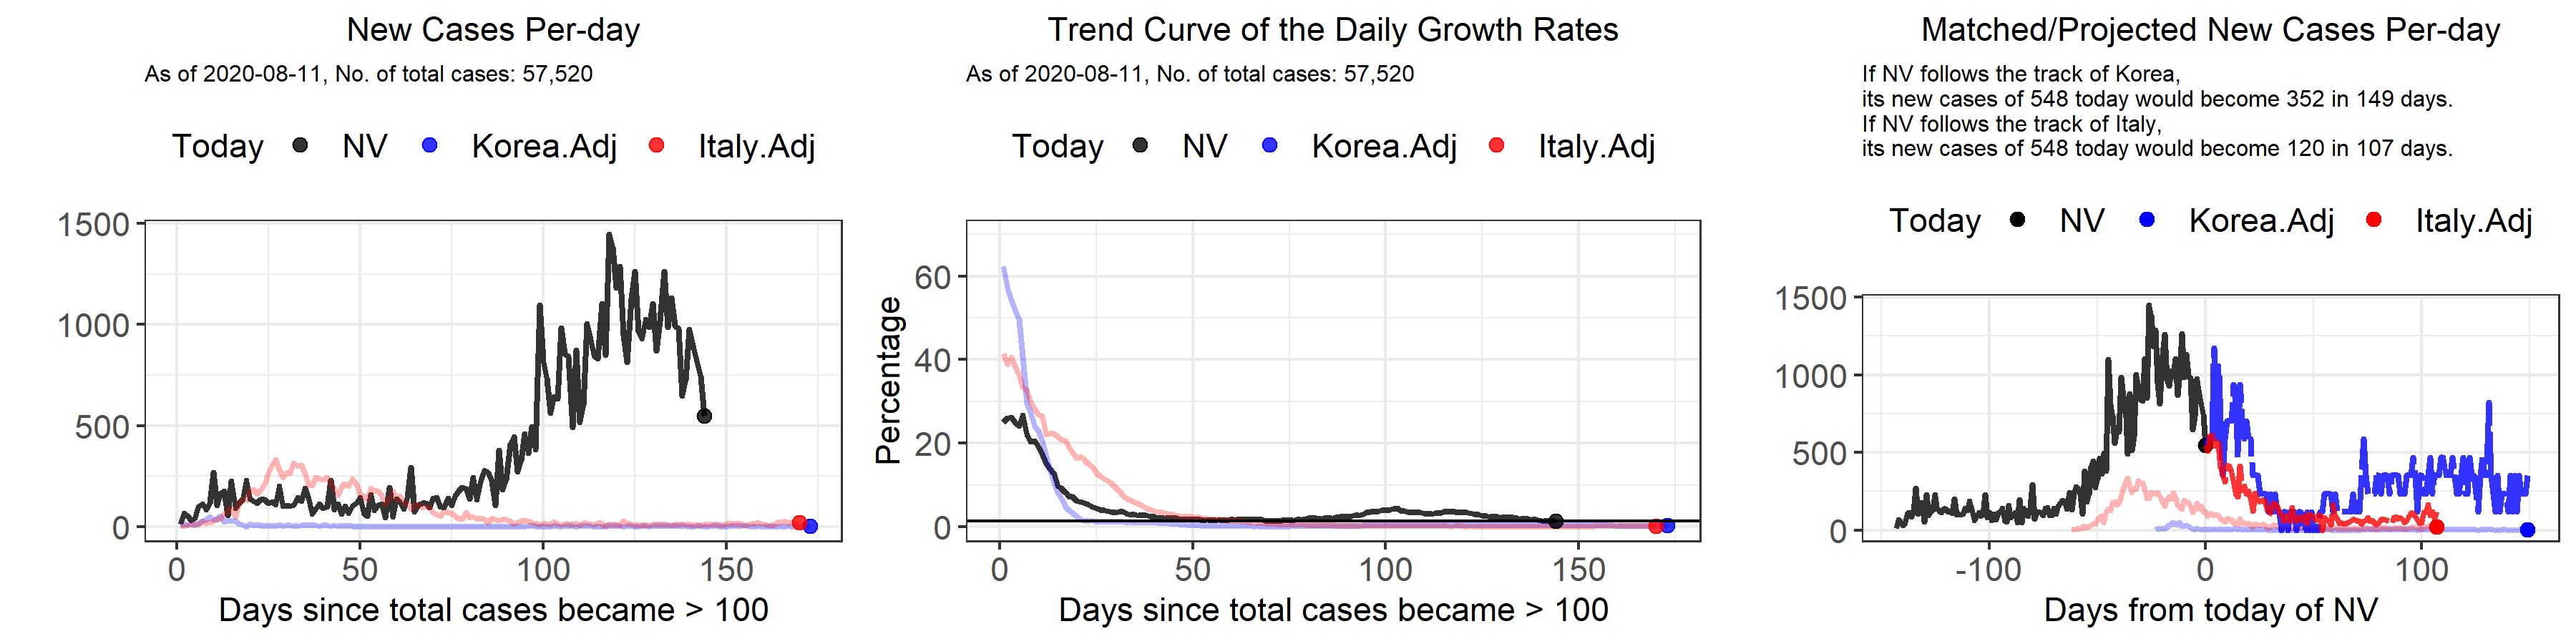 New Cases Per-day
As of 2020-08-11, No. of total cases: 57,520
Today NV Korea.Adj Italy.Adj
1500
1000
500
0
0 50 100 150
Days since total cases became > 100
Trend Curve of the Daily Growth Rates
As of 2020-08-11, No. of total cases: 57,520
Today NV Korea.Adj Italy.Adj
Percentage
60
40
20
0
0 50 100 150
Days since total cases became > 100
Matched/Projected New Cases Per-day
If NV follows the track of Korea,
its new cases of 548 today would become 352 in 149 days.
If NV follows the track of Italy,
its new cases of 548 today would become 120 in 107 days.
Today NV Korea.Adj Italy.Adj
1500
1000
500
0
-100 0 100
Days from today of NV